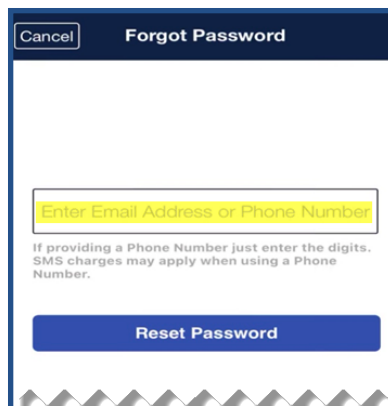 Cancel Forgot Password
Enter Email Address or Phone Number
If providing a Phone Number just enter the digits.
SMS charges may apply when using a Phone
Number.
Reset Password